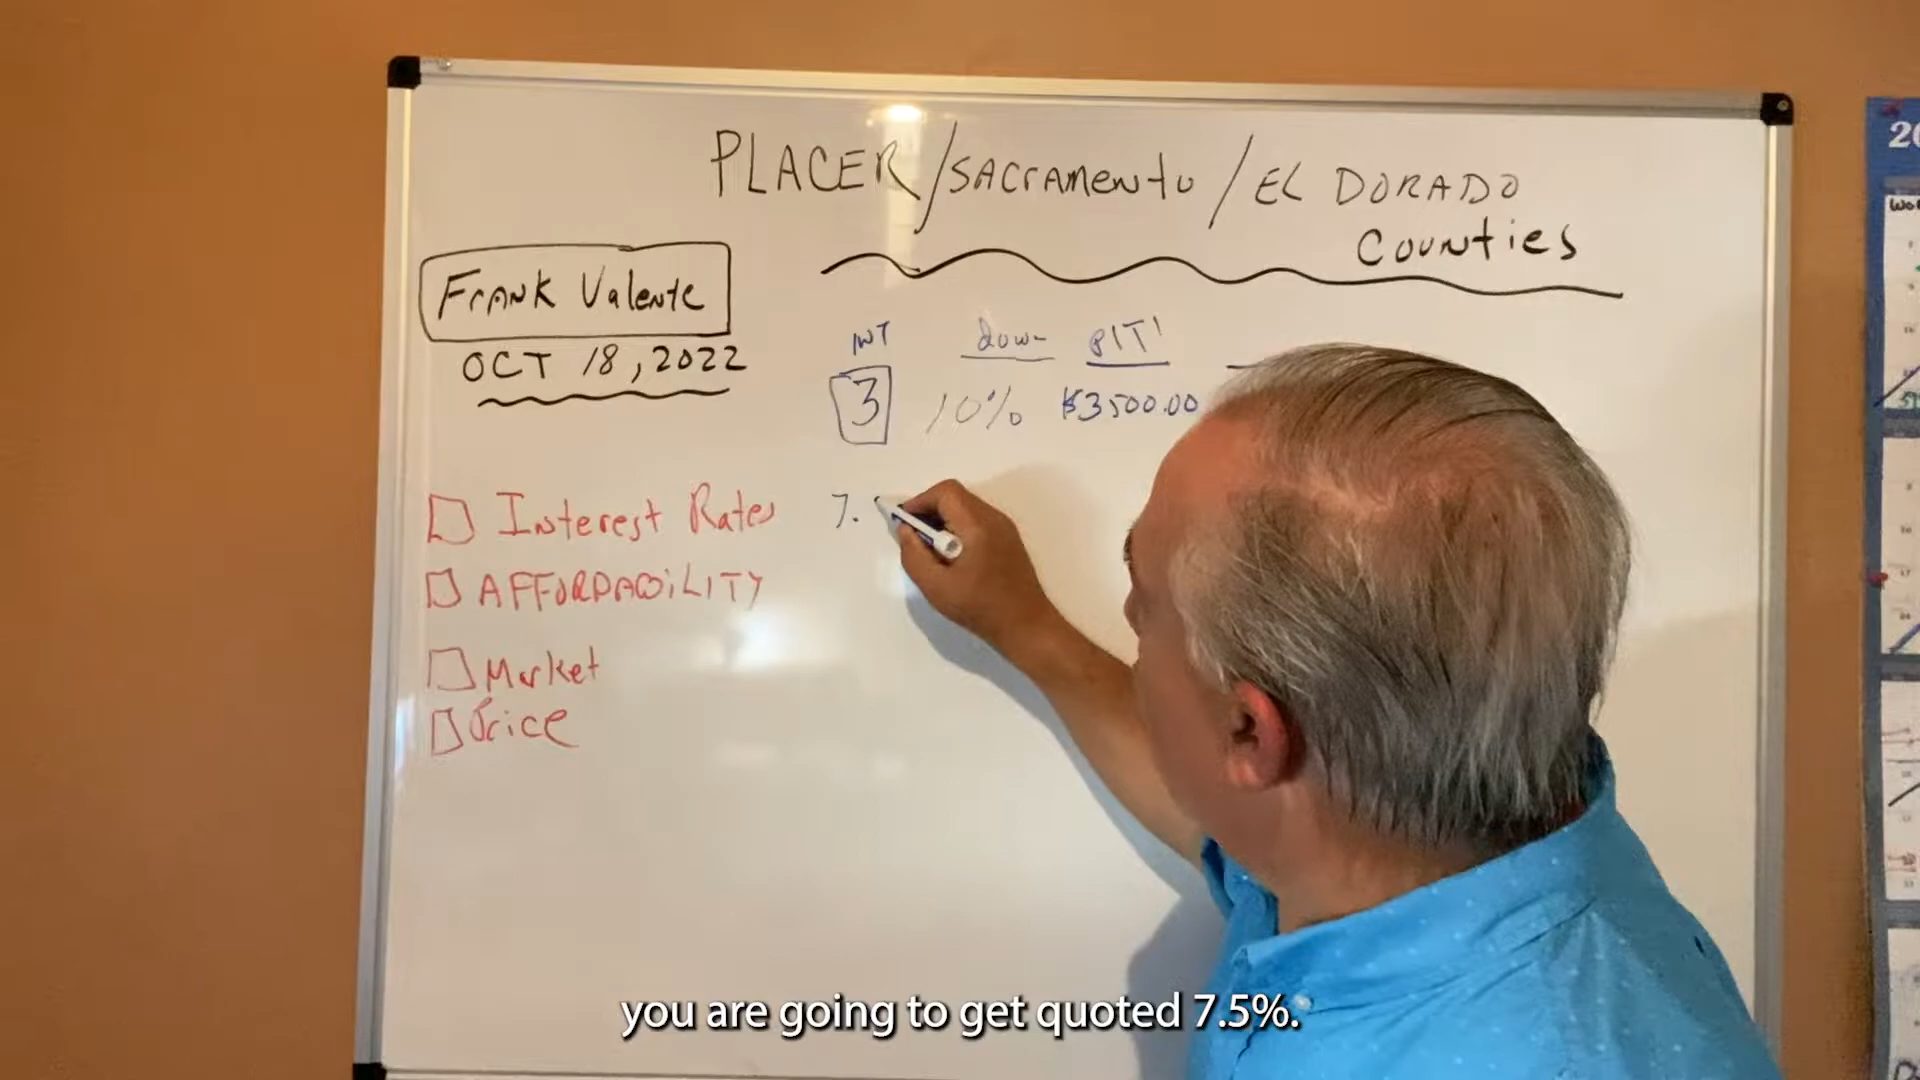 PLACER/SACramento/EL DORADO
Counties
Frank Valente
OCT 18, 2022
INT down PITI
3 10% $3500.00
Interest Rates 7.
AFFORDABILITY
Market
Price
you are going to get quoted 7.5%.